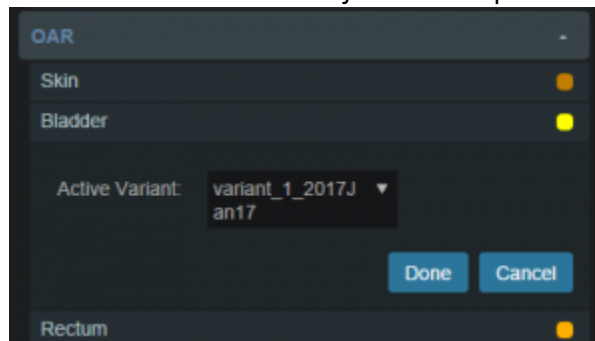 OAR -
Skin
Bladder
Active Variant: variant_1_2017J
an17
Done Cancel
Rectum